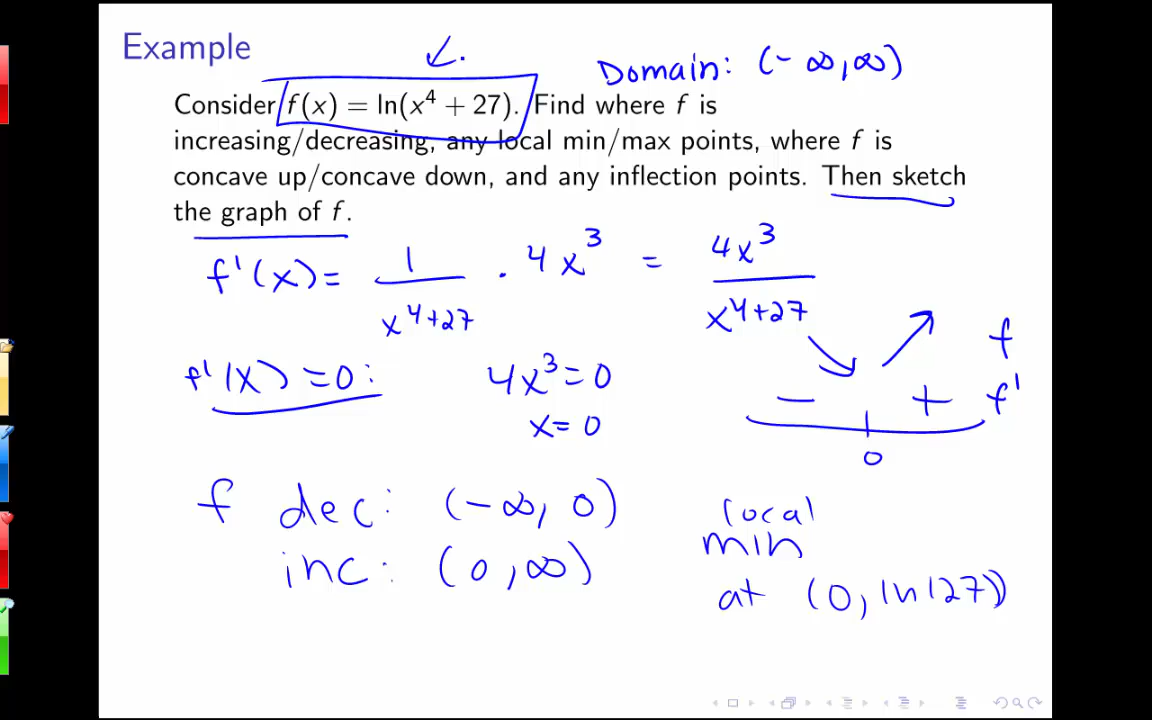 Example
Domain: (-∞,∞)
Consider f(x) = ln(x⁴ + 27). Find where f is
increasing/decreasing, any local min/max points, where f is
concave up/concave down, and any inflection points. Then sketch
the graph of f.
f'(x)= 1/(x⁴+27) · 4x³ = 4x³/(x⁴+27)
f
f'(x)=0: 4x³=0 − + f'
x=0 0
f dec: (-∞, 0) local
min
inc: (0,∞) at (0, ln(27))